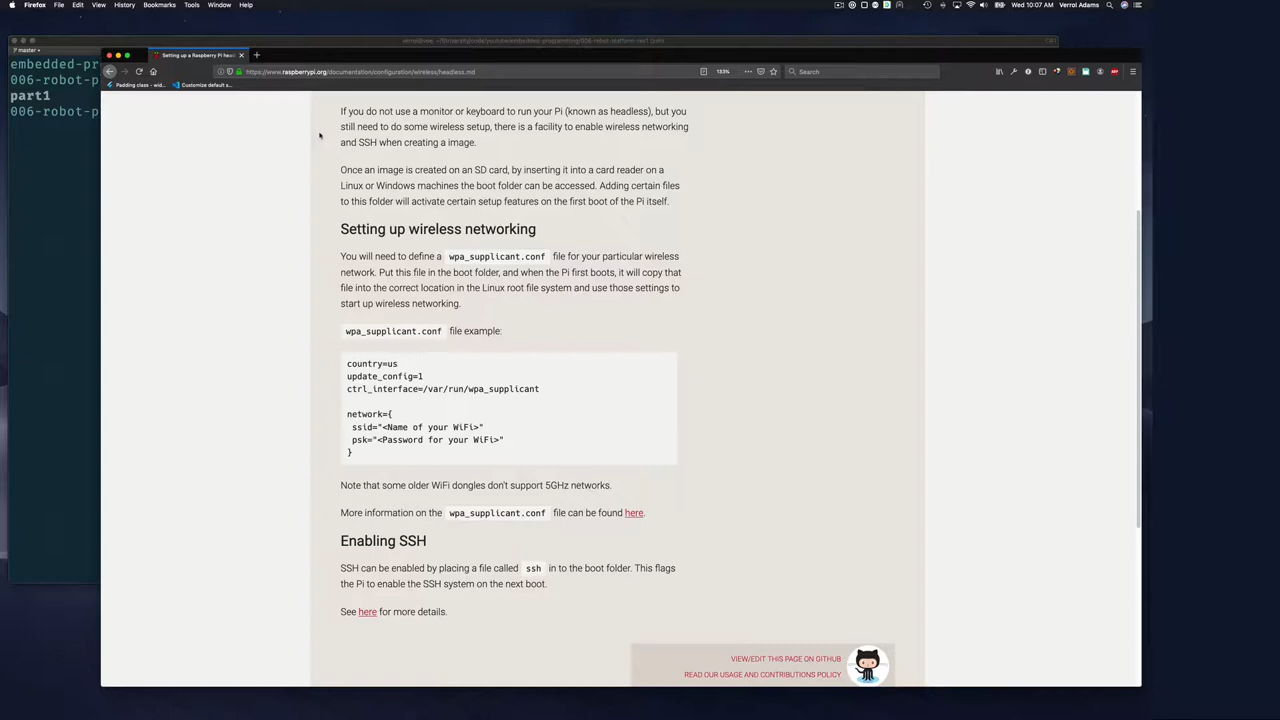 Firefox File Edit View History Bookmarks Tools Window Help
Wed 10:07 AM Verrol Adams
master
embedded-pr
006-robot-p
part1
006-robot-p
Setting up a Raspberry Pi head
https://www.raspberrypi.org/documentation/configuration/wireless/headless.md
133%
Search
Padding class - wid... Customize default s...
If you do not use a monitor or keyboard to run your Pi (known as headless), but you
still need to do some wireless setup, there is a facility to enable wireless networking
and SSH when creating a image.
Once an image is created on an SD card, by inserting it into a card reader on a
Linux or Windows machines the boot folder can be accessed. Adding certain files
to this folder will activate certain setup features on the first boot of the Pi itself.
Setting up wireless networking
You will need to define a wpa_supplicant.conf file for your particular wireless
network. Put this file in the boot folder, and when the Pi first boots, it will copy that
file into the correct location in the Linux root file system and use those settings to
start up wireless networking.
wpa_supplicant.conf file example:
country=us
update_config=1
ctrl_interface=/var/run/wpa_supplicant
network={
ssid="<Name of your WiFi>"
psk="<Password for your WiFi>"
}
Note that some older WiFi dongles don't support 5GHz networks.
More information on the wpa_supplicant.conf file can be found here.
Enabling SSH
SSH can be enabled by placing a file called ssh in to the boot folder. This flags
the Pi to enable the SSH system on the next boot.
See here for more details.
VIEW/EDIT THIS PAGE ON GITHUB
READ OUR USAGE AND CONTRIBUTIONS POLICY